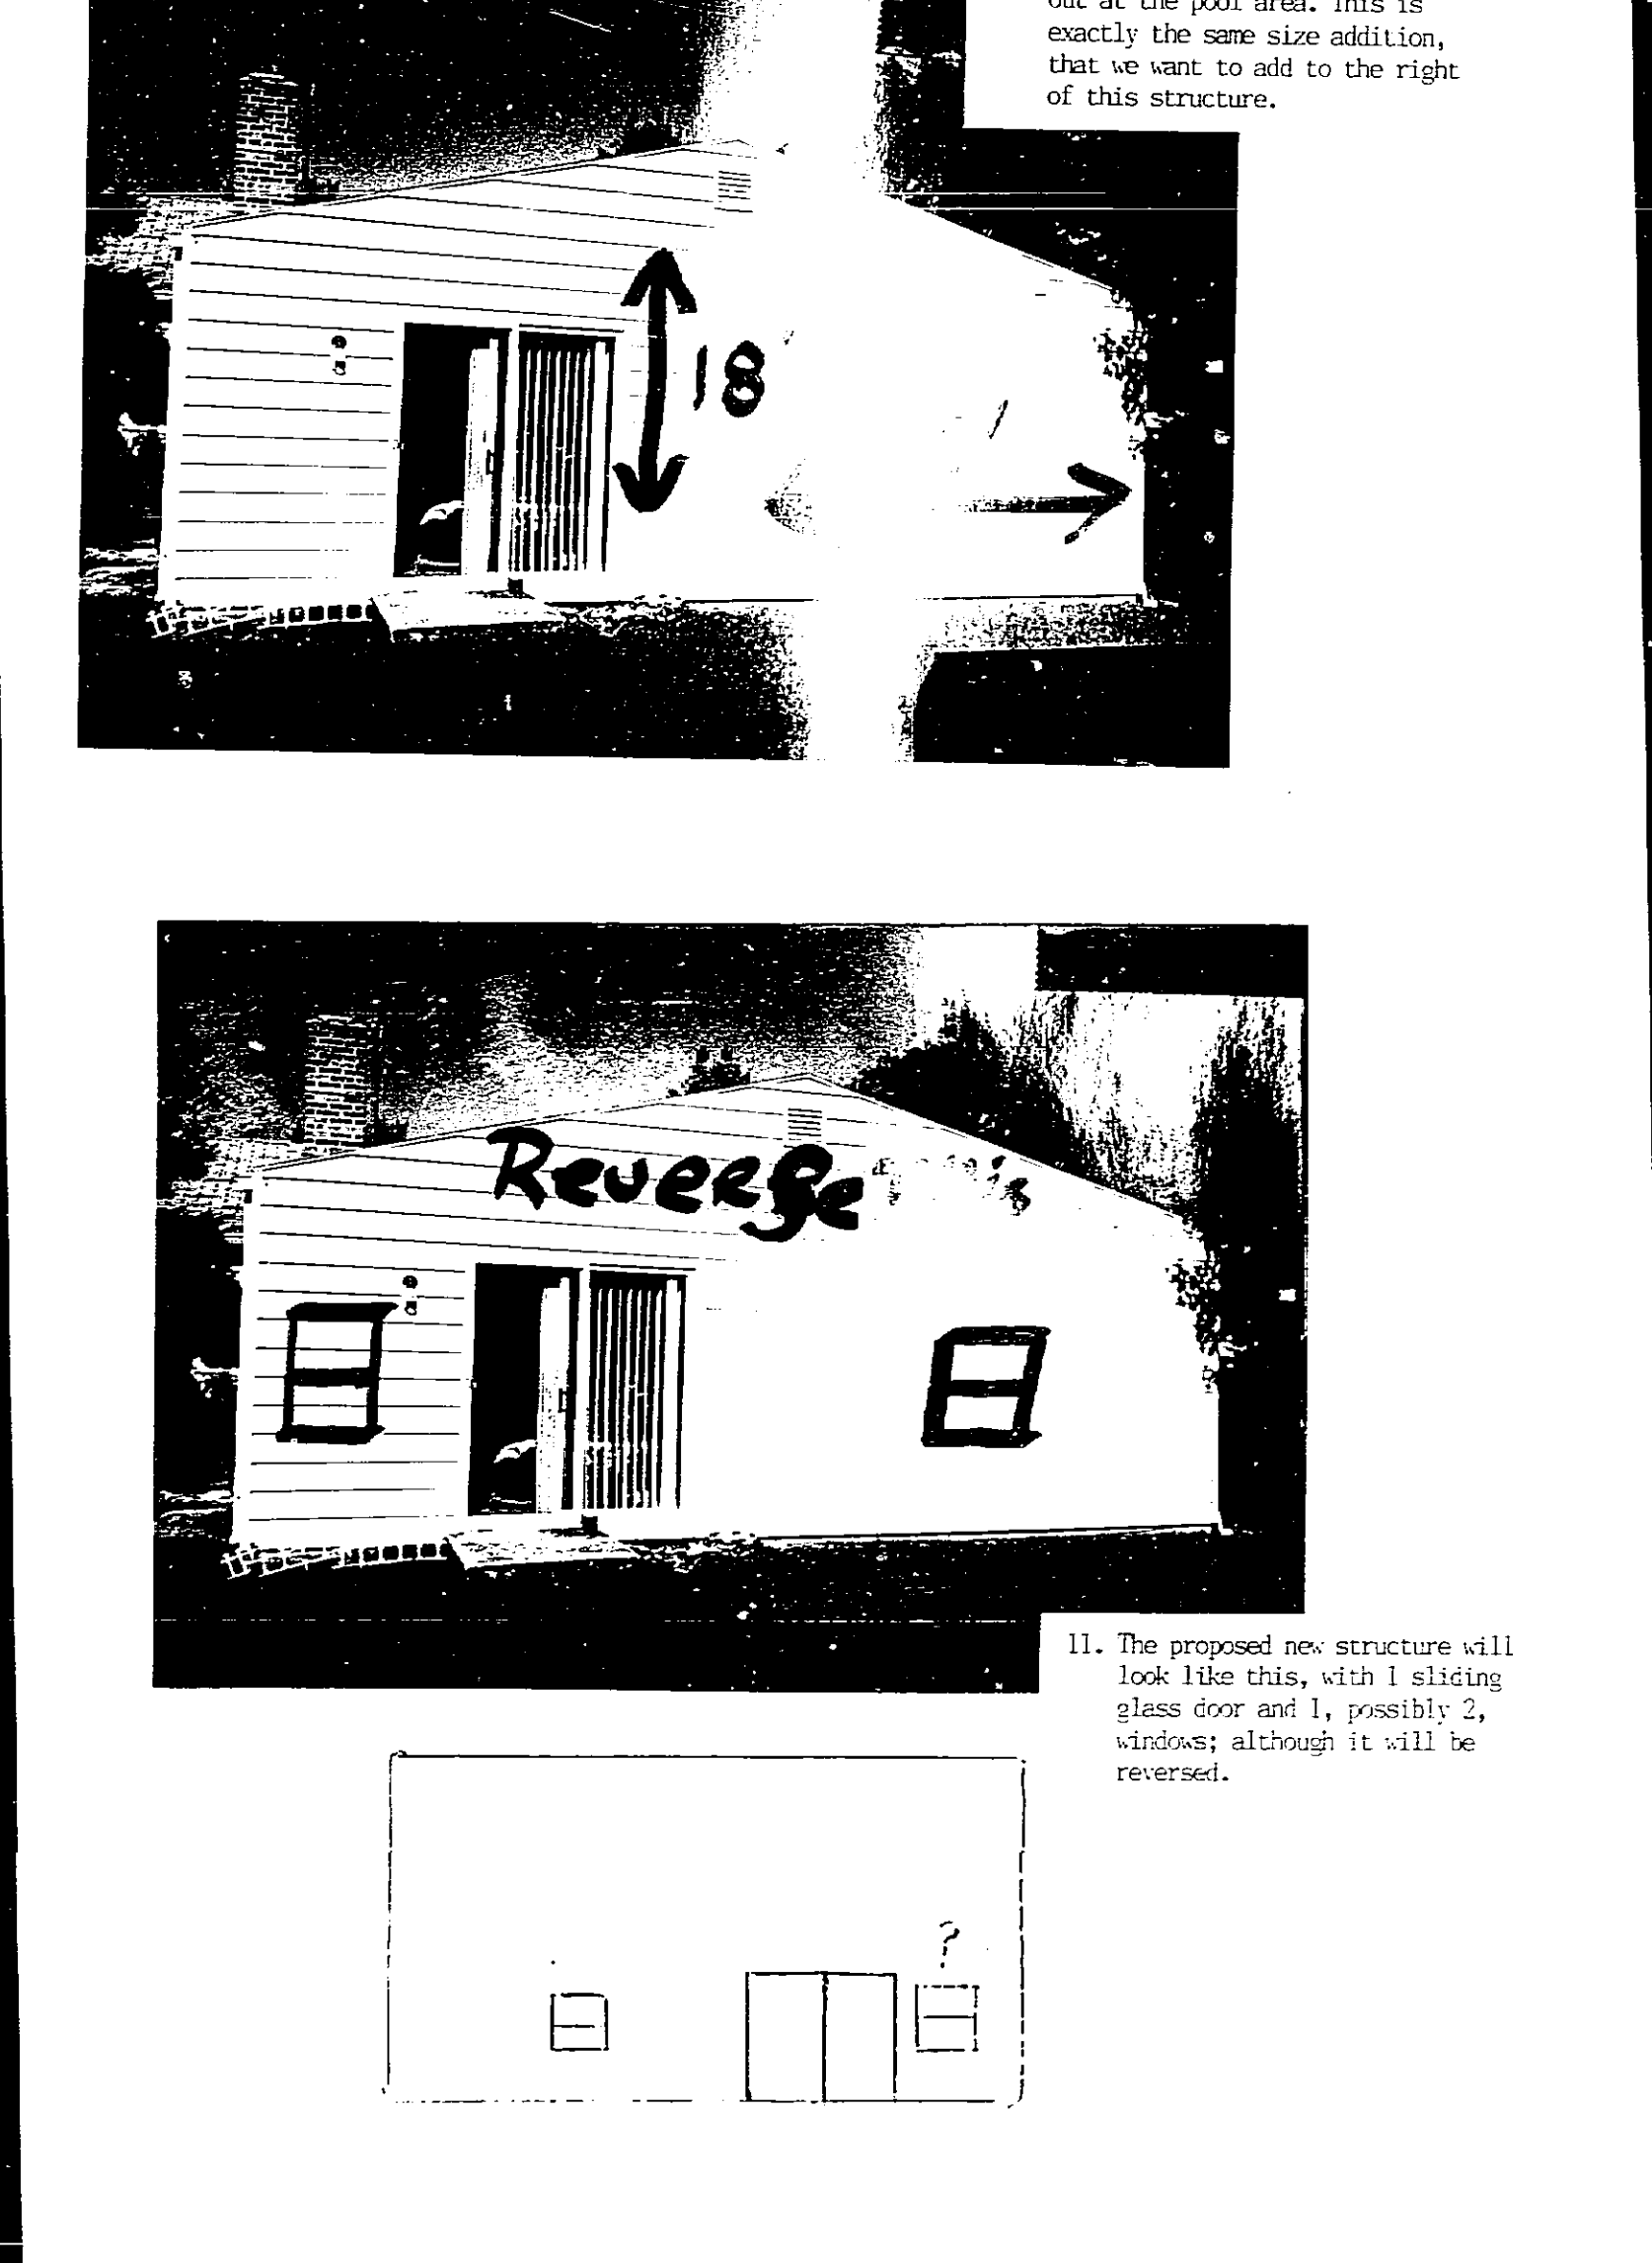 out at the pool area. This is
exactly the same size addition,
that we want to add to the right
of this structure.
18'
Reverse this
11. The proposed new structure will
look like this, with 1 sliding
glass door and 1, possibly 2,
windows; although it will be
reversed.
?